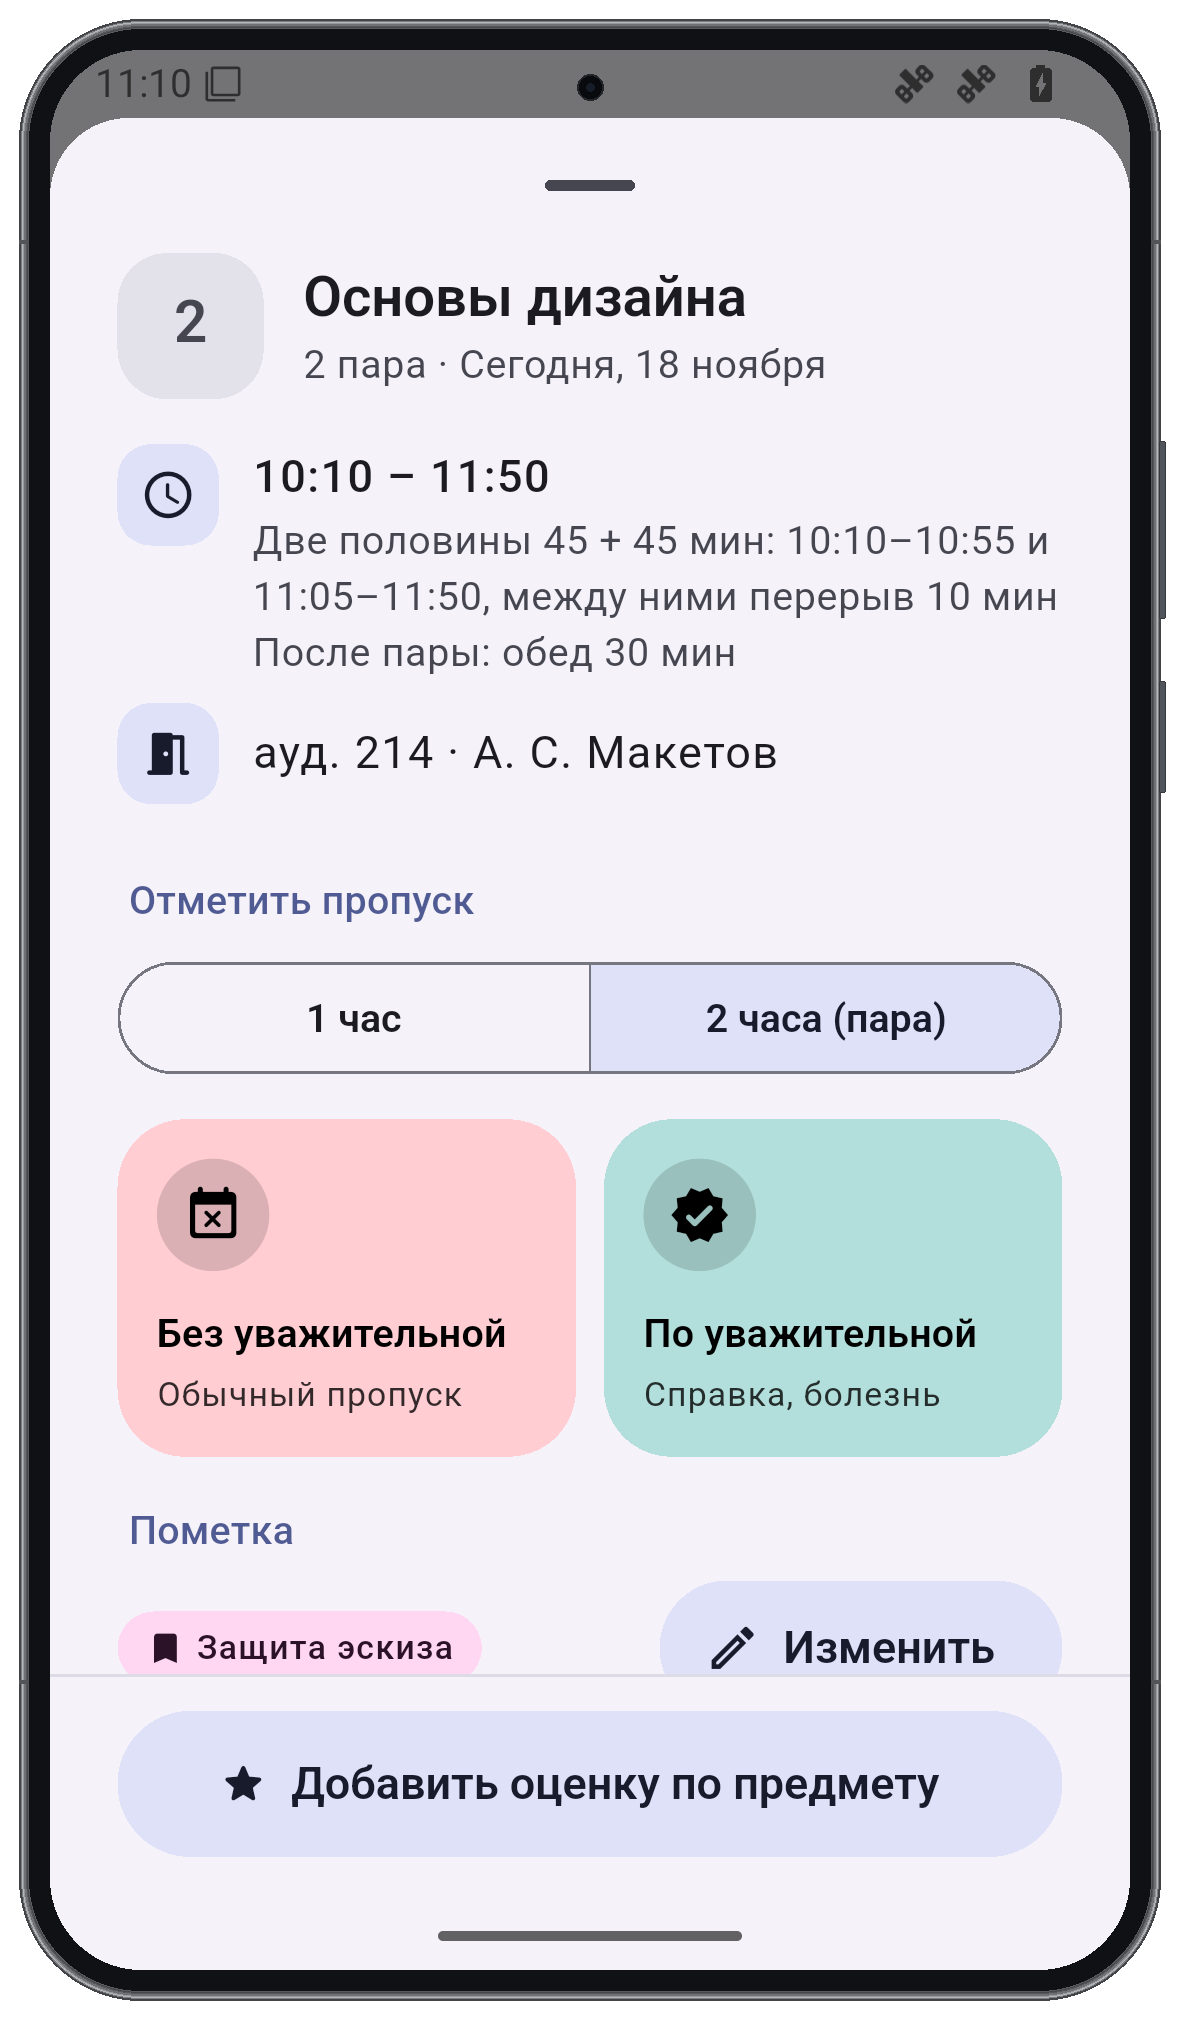 11:10
2
Основы дизайна
2 пара · Сегодня, 18 ноября
10:10 – 11:50
Две половины 45 + 45 мин: 10:10–10:55 и
11:05–11:50, между ними перерыв 10 мин
После пары: обед 30 мин
ауд. 214 · А. С. Макетов
Отметить пропуск
1 час
2 часа (пара)
Без уважительной
Обычный пропуск
По уважительной
Справка, болезнь
Пометка
Защита эскиза
Изменить
Добавить оценку по предмету